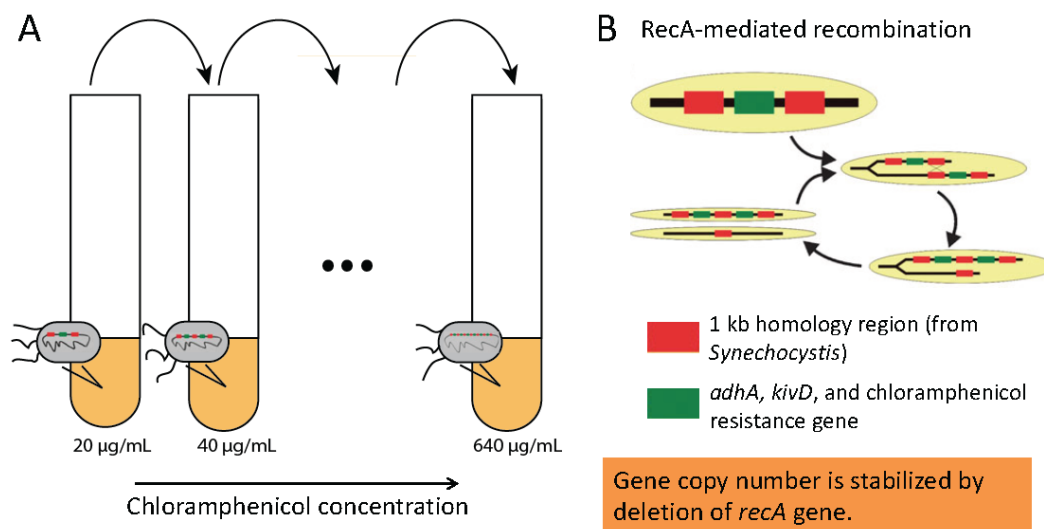 A
20 µg/mL
40 µg/mL
640 µg/mL
Chloramphenicol concentration
B
RecA-mediated recombination
1 kb homology region (from
Synechocystis)
adhA, kivD, and chloramphenicol
resistance gene
Gene copy number is stabilized by
deletion of recA gene.